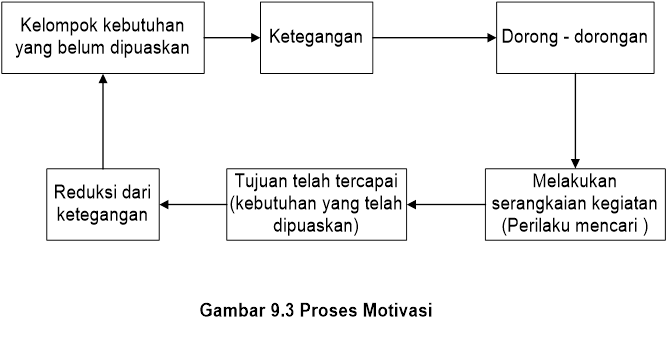 Kelompok kebutuhan
yang belum dipuaskan
Ketegangan
Dorong - dorongan
Melakukan
serangkaian kegiatan
(Perilaku mencari )
Tujuan telah tercapai
(kebutuhan yang telah
dipuaskan)
Reduksi dari
ketegangan
Gambar 9.3 Proses Motivasi